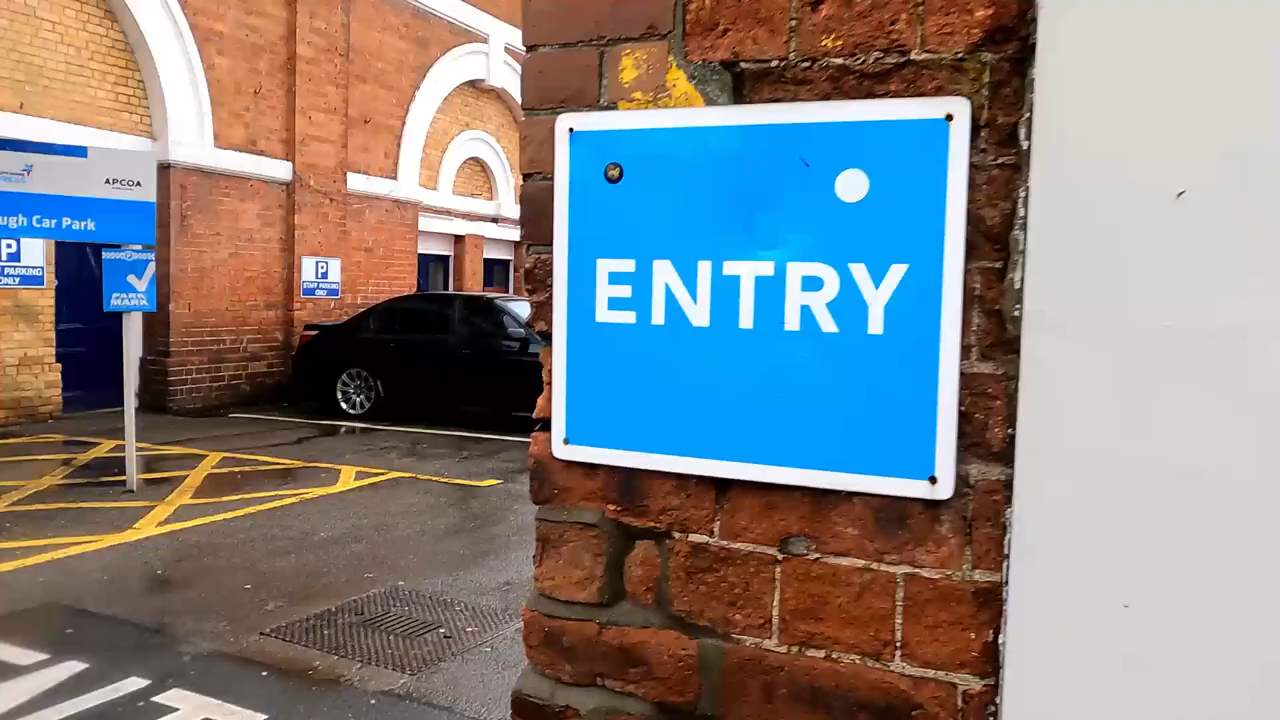 APCOA
ugh Car Park
P
PARKING
ONLY
PARK
MARK
P
STAFF PARKING
ONLY
ENTRY